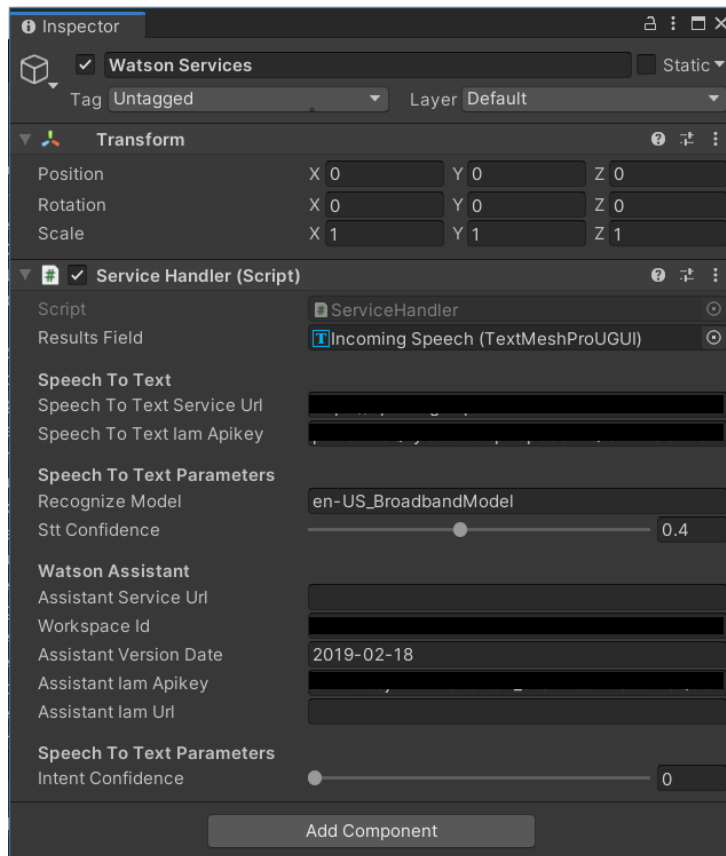 Inspector
Watson Services Static
Tag Untagged Layer Default
Transform
Position X 0 Y 0 Z 0
Rotation X 0 Y 0 Z 0
Scale X 1 Y 1 Z 1
# Service Handler (Script)
Script # ServiceHandler
Results Field T Incoming Speech (TextMeshProUGUI)
Speech To Text
Speech To Text Service Url
Speech To Text Iam Apikey
Speech To Text Parameters
Recognize Model en-US_BroadbandModel
Stt Confidence 0.4
Watson Assistant
Assistant Service Url
Workspace Id
Assistant Version Date 2019-02-18
Assistant Iam Apikey
Assistant Iam Url
Speech To Text Parameters
Intent Confidence 0
Add Component